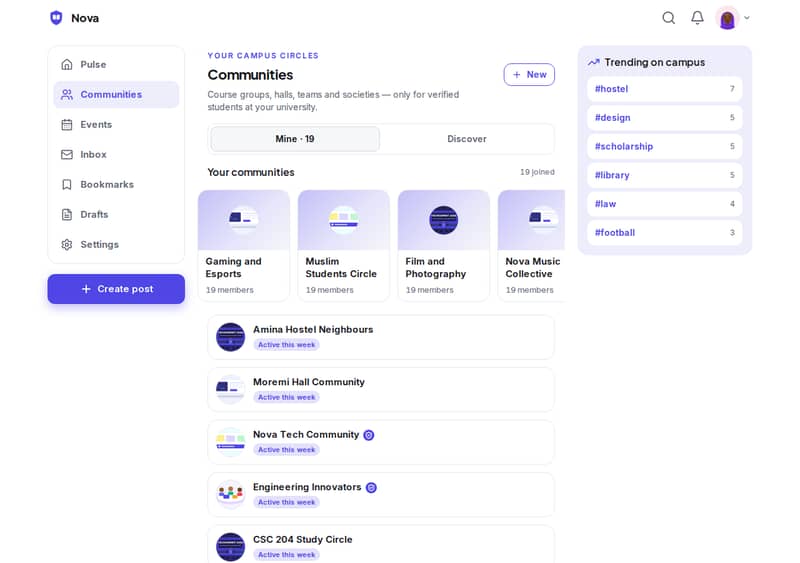 Nova
Pulse
Communities
Events
Inbox
Bookmarks
Drafts
Settings
Create post
YOUR CAMPUS CIRCLES
Communities
Course groups, halls, teams and societies — only for verified
students at your university.
New
Mine · 19
Discover
Your communities
19 joined
Gaming and
Esports
19 members
Muslim
Students Circle
19 members
Film and
Photography
19 members
Nova Music
Collective
19 members
Amina Hostel Neighbours
Active this week
Moremi Hall Community
Active this week
Nova Tech Community
Active this week
Engineering Innovators
Active this week
CSC 204 Study Circle
Active this week
Trending on campus
#hostel 7
#design 5
#scholarship 5
#library 5
#law 4
#football 3